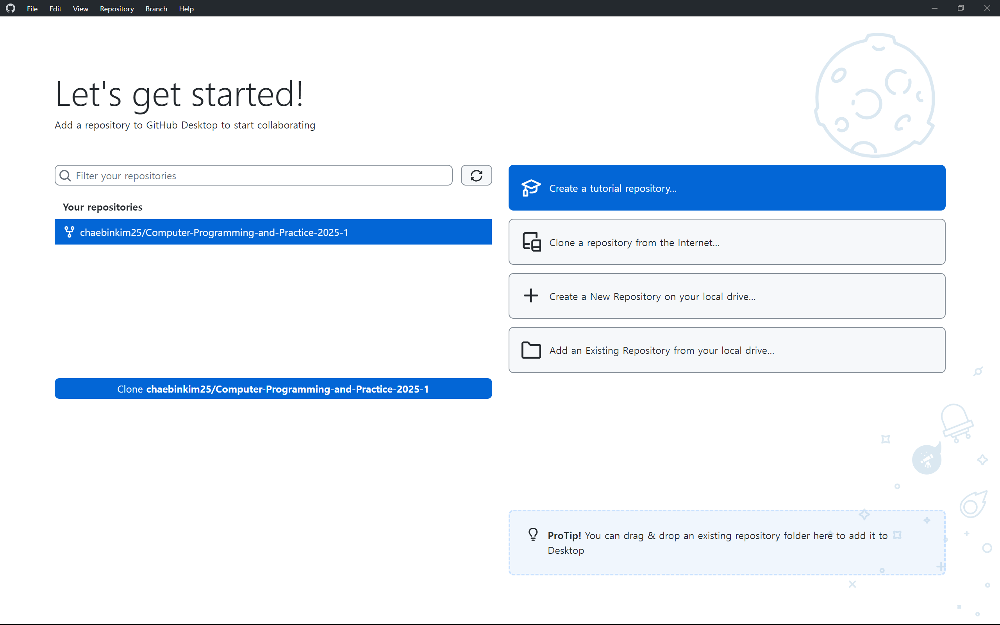 File Edit View Repository Branch Help
Let's get started!
Add a repository to GitHub Desktop to start collaborating
Filter your repositories
Your repositories
chaebinkim25/Computer-Programming-and-Practice-2025-1
Clone chaebinkim25/Computer-Programming-and-Practice-2025-1
Create a tutorial repository...
Clone a repository from the Internet...
Create a New Repository on your local drive...
Add an Existing Repository from your local drive...
ProTip! You can drag & drop an existing repository folder here to add it to
Desktop